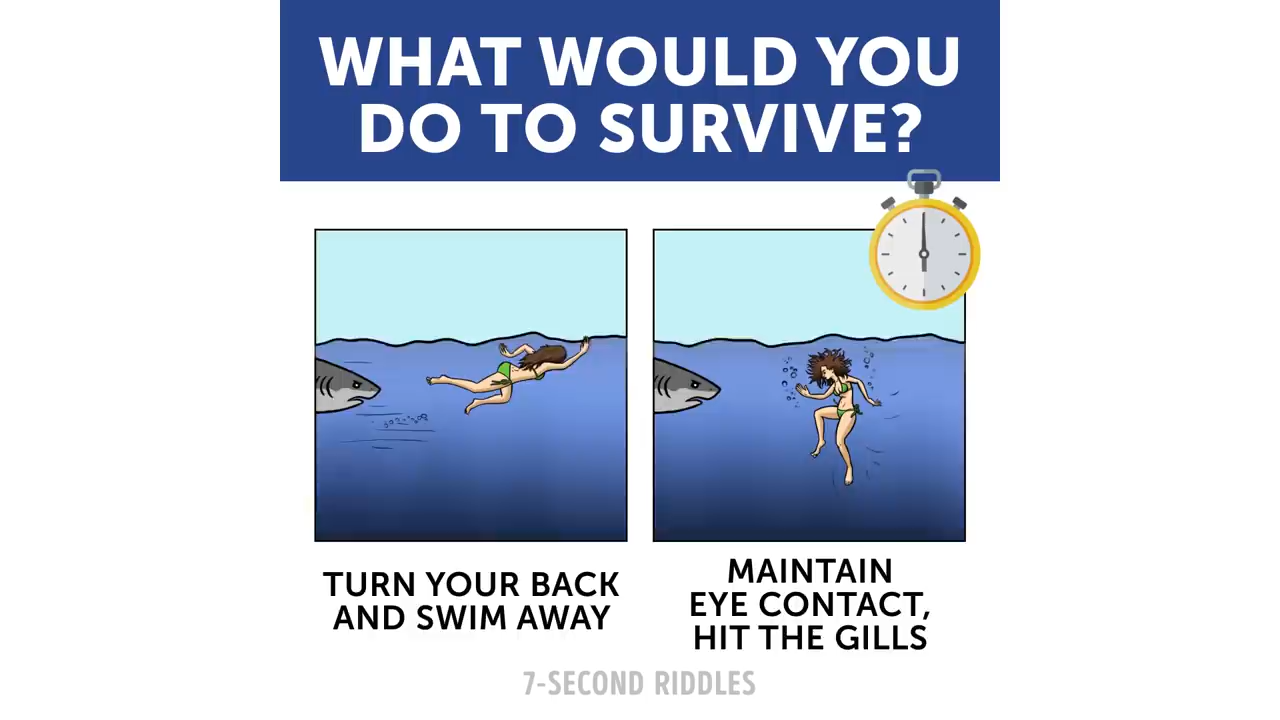 WHAT WOULD YOU
DO TO SURVIVE?
TURN YOUR BACK
AND SWIM AWAY
MAINTAIN
EYE CONTACT,
HIT THE GILLS
7-SECOND RIDDLES